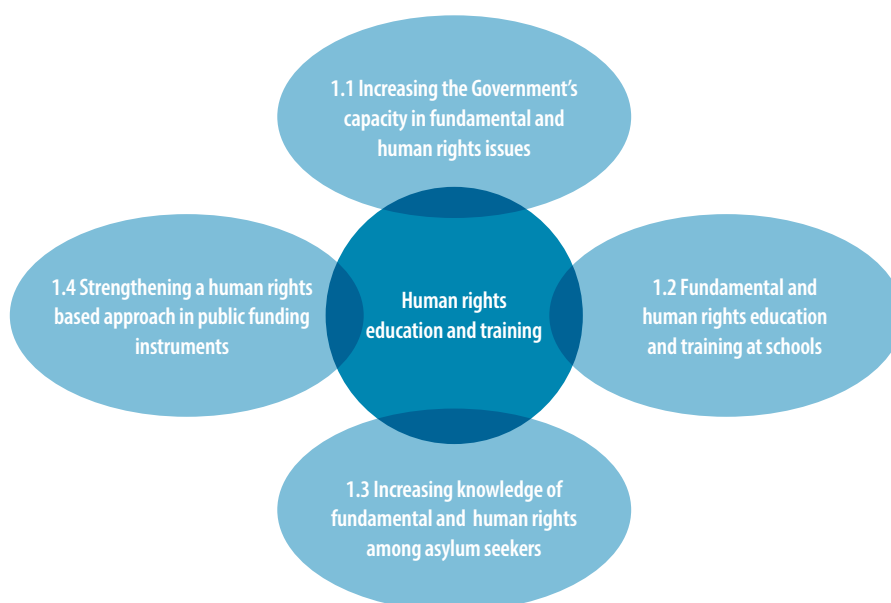 1.1 Increasing the Government's
capacity in fundamental and
human rights issues
1.4 Strengthening a human rights
based approach in public funding
instruments
Human rights
education and training
1.2 Fundamental and
human rights education
and training at schools
1.3 Increasing knowledge of
fundamental and human rights
among asylum seekers